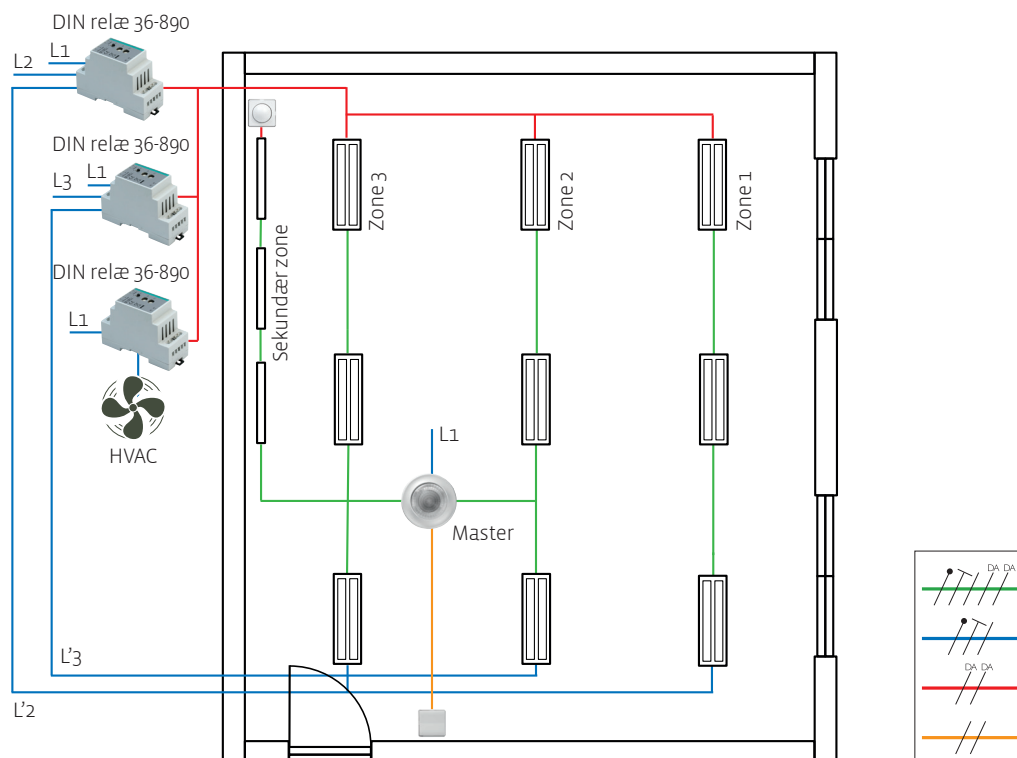 DIN relæ 36-890
L1
L2
DIN relæ 36-890
L1
L3
DIN relæ 36-890
L1
HVAC
Sekundær zone
Zone 3
Zone 2
Zone 1
L1
Master
L'3
L'2
DA DA
DA DA